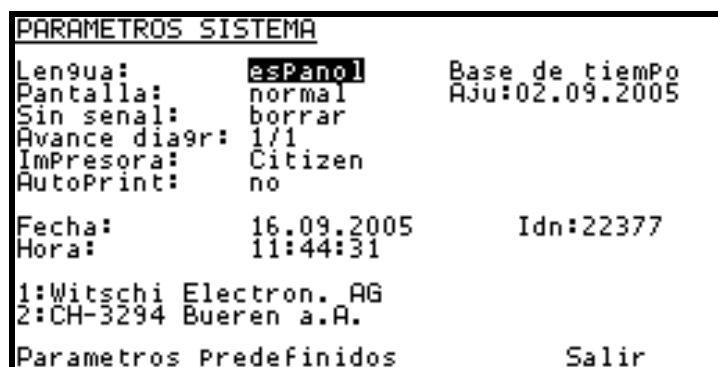 PARAMETROS SISTEMA
Lengua: espanol Base de tiempo
Pantalla: normal Aju:02.09.2005
Sin senal: borrar
Avance diagr: 1/1
Impresora: Citizen
AutoPrint: no
Fecha: 16.09.2005 Idn:22377
Hora: 11:44:31
1:Witschi Electron. AG
2:CH-3294 Bueren a.A.
Parametros Predefinidos Salir